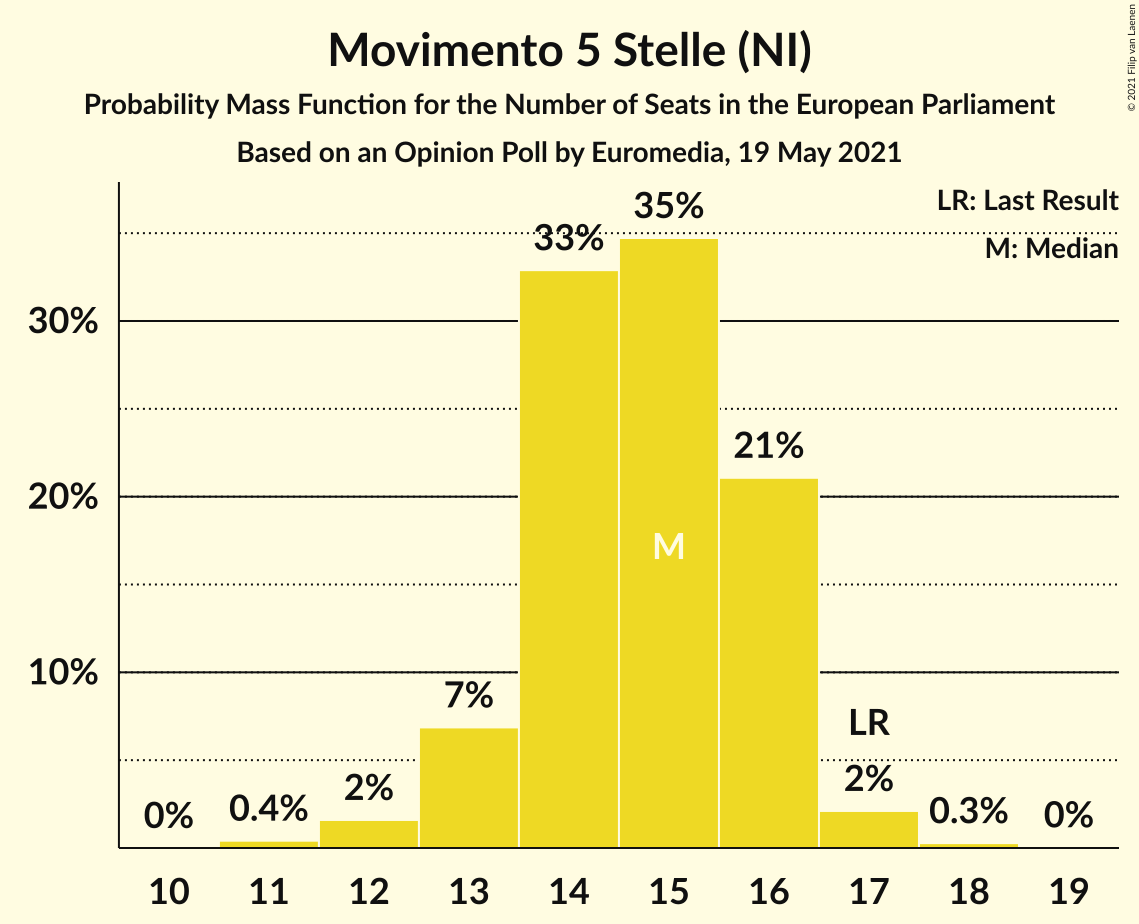 Movimento 5 Stelle (NI)
Probability Mass Function for the Number of Seats in the European Parliament
Based on an Opinion Poll by Euromedia, 19 May 2021
© 2021 Filip van Laenen
LR: Last Result
M: Median
30%
20%
10%
0%
0.4%
2%
7%
33%
35%
21%
2%
0.3%
0%
M
LR
10 11 12 13 14 15 16 17 18 19